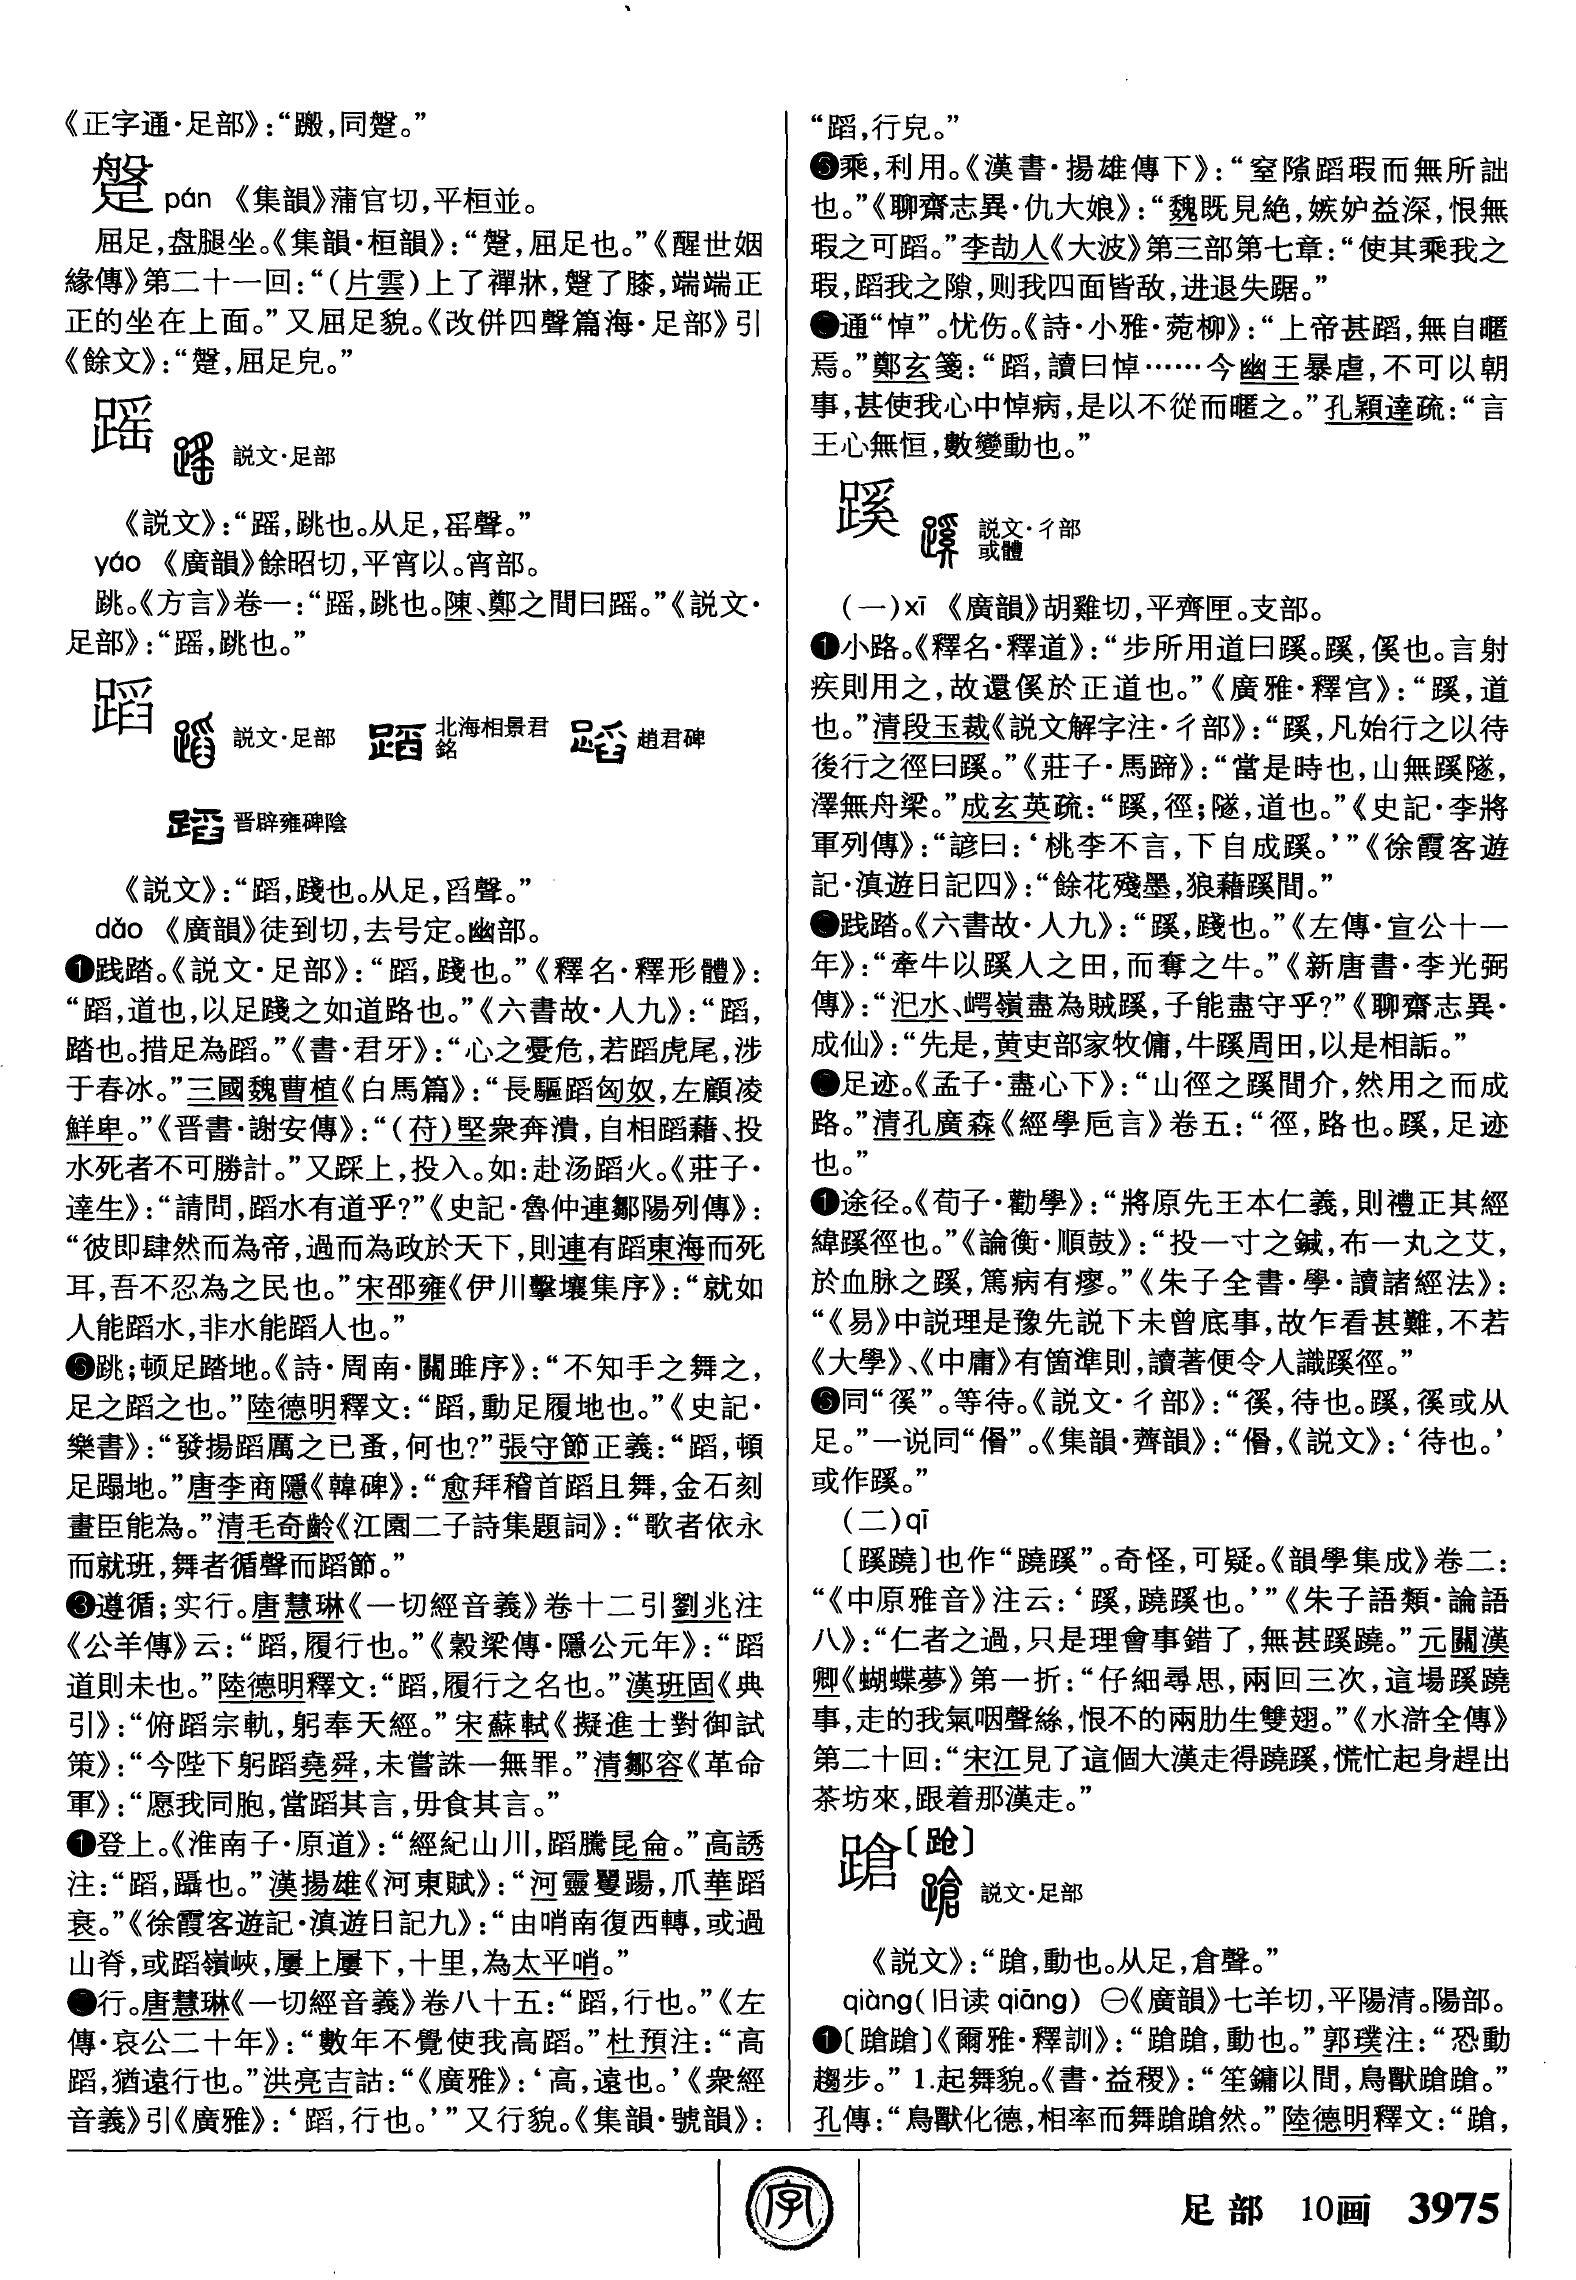 《正字通·足部》：“蹾，同蹩。”
pán 《集韻》蒲官切，平桓並。
屈足，盘腿坐。《集韻·桓韻》：“，屈足也。”《醒世姻
緣傳》第二十一回：“（片雲）上了禪牀，了膝，端端正
正的坐在上面。”又屈足貌。《改併四聲篇海·足部》引
《餘文》：“，屈足皃。”
䠛
説文·足部
《説文》：“䠛，跳也。从足，䍃聲。”
yáo 《廣韻》餘昭切，平宵以。宵部。
跳。《方言》卷一：“䠛，跳也。陳、鄭之間曰䠛。”《説文·
足部》：“䠛，跳也。”
蹈
説文·足部 北海相景君銘 趙君碑
晋辟雍碑陰
《説文》：“蹈，踐也。从足，舀聲。”
dǎo 《廣韻》徒到切，去号定。幽部。
❶践踏。《説文·足部》：“蹈，踐也。”《釋名·釋形體》：
“蹈，道也，以足踐之如道路也。”《六書故·人九》：“蹈，
踏也。措足為蹈。”《書·君牙》：“心之憂危，若蹈虎尾，涉
于春冰。”三國魏曹植《白馬篇》：“長驅蹈匈奴，左顧凌
鮮卑。”《晋書·謝安傳》：“（苻）堅衆奔潰，自相蹈藉、投
水死者不可勝計。”又踩上，投入。如：赴汤蹈火。《莊子·
達生》：“請問，蹈水有道乎？”《史記·魯仲連鄒陽列傳》：
“彼即肆然而為帝，過而為政於天下，則連有蹈東海而死
耳，吾不忍為之民也。”宋邵雍《伊川擊壤集序》：“就如
人能蹈水，非水能蹈人也。”
跳；顿足踏地。《詩·周南·關雎序》：“不知手之舞之，
足之蹈之也。”陸德明釋文：“蹈，動足履地也。”《史記·
樂書》：“發揚蹈厲之已蚤，何也？”張守節正義：“蹈，頓
足蹋地。”唐李商隱《韓碑》：“愈拜稽首蹈且舞，金石刻
畫臣能為。”清毛奇齡《江園二子詩集題詞》：“歌者依永
而就班，舞者循聲而蹈節。”
❸遵循；实行。唐慧琳《一切經音義》卷十二引劉兆注
《公羊傳》云：“蹈，履行也。”《穀梁傳·隱公元年》：“蹈
道則未也。”陸德明釋文：“蹈，履行之名也。”漢班固《典
引》：“俯蹈宗軌，躬奉天經。”宋蘇軾《擬進士對御試
策》：“今陛下躬蹈堯舜，未嘗誅一無罪。”清鄒容《革命
軍》：“愿我同胞，當蹈其言，毋食其言。”
❶登上。《淮南子·原道》：“經紀山川，蹈騰昆侖。”高誘
注：“蹈，躡也。”漢揚雄《河東賦》：“河靈矍踼，爪華蹈
衰。”《徐霞客遊記·滇遊日記九》：“由哨南復西轉，或過
山脊，或蹈嶺峽，屢上屢下，十里，為太平哨。”
行。唐慧琳《一切經音義》卷八十五：“蹈，行也。”《左
傳·哀公二十年》：“數年不覺使我高蹈。”杜預注：“高
蹈，猶遠行也。”洪亮吉詁：“《廣雅》：‘高，遠也。’《衆經
音義》引《廣雅》：‘蹈，行也。’”又行貌。《集韻·號韻》：
“蹈，行皃。”
乘，利用。《漢書·揚雄傳下》：“窒隙蹈瑕而無所詘
也。”《聊齋志異·仇大娘》：“魏既見絶，嫉妒益深，恨無
瑕之可蹈。”李劼人《大波》第三部第七章：“使其乘我之
瑕，蹈我之隙，则我四面皆敌，进退失踞。”
通“悼”。忧伤。《詩·小雅·菀柳》：“上帝甚蹈，無自暱
焉。”鄭玄箋：“蹈，讀曰悼……今幽王暴虐，不可以朝
事，甚使我心中悼病，是以不從而暱之。”孔穎達疏：“言
王心無恒，數變動也。”
蹊
説文·彳部
或體
（一）xī 《廣韻》胡雞切，平齊匣。支部。
❶小路。《釋名·釋道》：“步所用道曰蹊。蹊，傒也。言射
疾則用之，故還傒於正道也。”《廣雅·釋宫》：“蹊，道
也。”清段玉裁《説文解字注·彳部》：“蹊，凡始行之以待
後行之徑曰蹊。”《莊子·馬蹄》：“當是時也，山無蹊隧，
澤無舟梁。”成玄英疏：“蹊，徑；隧，道也。”《史記·李將
軍列傳》：“諺曰：‘桃李不言，下自成蹊。’”《徐霞客遊
記·滇遊日記四》：“餘花殘墨，狼藉蹊間。”
践踏。《六書故·人九》：“蹊，踐也。”《左傳·宣公十一
年》：“牽牛以蹊人之田，而奪之牛。”《新唐書·李光弼
傳》：“汜水、崿嶺盡為賊蹊，子能盡守乎？”《聊齋志異·
成仙》：“先是，黄吏部家牧傭，牛蹊周田，以是相詬。”
足迹。《孟子·盡心下》：“山徑之蹊間介，然用之而成
路。”清孔廣森《經學卮言》卷五：“徑，路也。蹊，足迹
也。”
❶途径。《荀子·勸學》：“將原先王本仁義，則禮正其經
緯蹊徑也。”《論衡·順鼓》：“投一寸之鍼，布一丸之艾，
於血脉之蹊，篤病有瘳。”《朱子全書·學·讀諸經法》：
“《易》中説理是豫先説下未曾底事，故乍看甚難，不若
《大學》、《中庸》有箇準則，讀著便令人識蹊徑。”
同“徯”。等待。《説文·彳部》：“徯，待也。蹊，徯或从
足。”一说同“㑶”。《集韻·薺韻》：“㑶，《説文》：‘待也。’
或作蹊。”
（二）qī
〔蹊蹺〕也作“蹺蹊”。奇怪，可疑。《韻學集成》卷二：
“《中原雅音》注云：‘蹊，蹺蹊也。’”《朱子語類·論語
八》：“仁者之過，只是理會事錯了，無甚蹊蹺。”元關漢
卿《蝴蝶夢》第一折：“仔細尋思，兩回三次，這場蹊蹺
事，走的我氣咽聲絲，恨不的兩肋生雙翅。”《水滸全傳》
第二十回：“宋江見了這個大漢走得蹺蹊，慌忙起身趕出
茶坊來，跟着那漢走。”
蹌〔跄〕
説文·足部
《説文》：“蹌，動也。从足，倉聲。”
qiàng（旧读qiāng） ㊀《廣韻》七羊切，平陽清。陽部。
❶〔蹌蹌〕《爾雅·釋訓》：“蹌蹌，動也。”郭璞注：“恐動
趨步。” 1.起舞貌。《書·益稷》：“笙鏞以間，鳥獸蹌蹌。”
孔傳：“鳥獸化德，相率而舞蹌蹌然。”陸德明釋文：“蹌，
字
足部 10画 3975